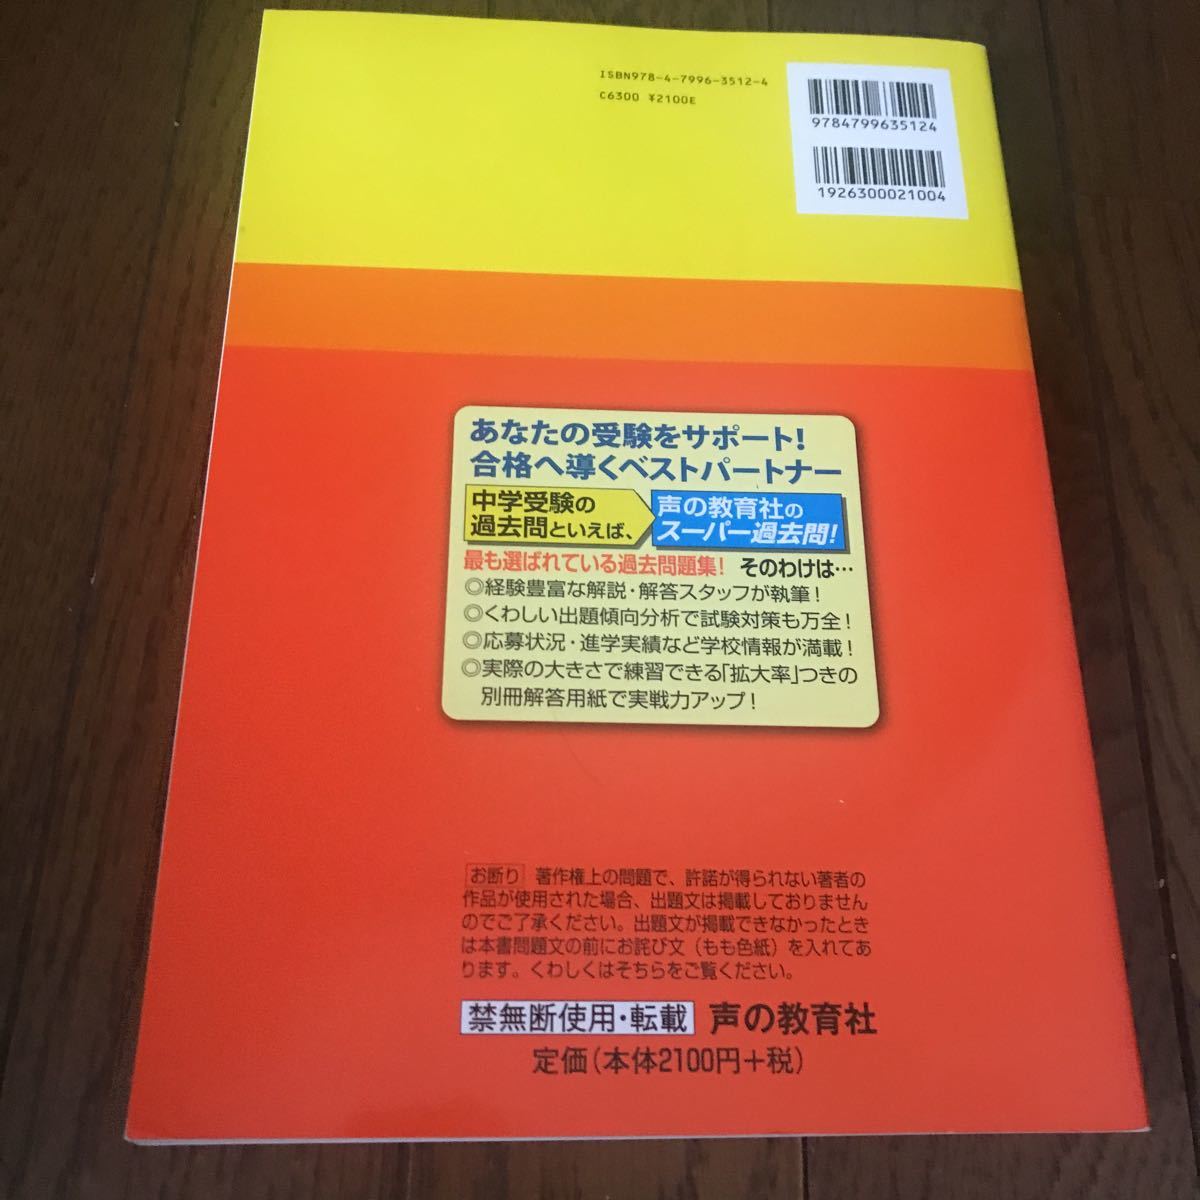 ISBN978-4-7996-3512-4
C6300 ¥2100E
9784799635124
1926300021004
あなたの受験をサポート!
合格へ導くベストパートナー
中学受験の
過去問といえば、
声の教育社の
スーパー過去問!
最も選ばれている過去問題集! そのわけは…
◎経験豊富な解説・解答スタッフが執筆!
◎くわしい出題傾向分析で試験対策も万全!
◎応募状況・進学実績など学校情報が満載!
◎実際の大きさで練習できる「拡大率」つきの
別冊解答用紙で実戦力アップ!
お断り 著作権上の問題で、許諾が得られない著者の
作品が使用された場合、出題文は掲載しておりません
のでご了承ください。出題文が掲載できなかったとき
は本書問題文の前にお詫び文(もも色紙)を入れてあ
ります。くわしくはそちらをご覧ください。
禁無断使用・転載 声の教育社
定価(本体2100円+税)